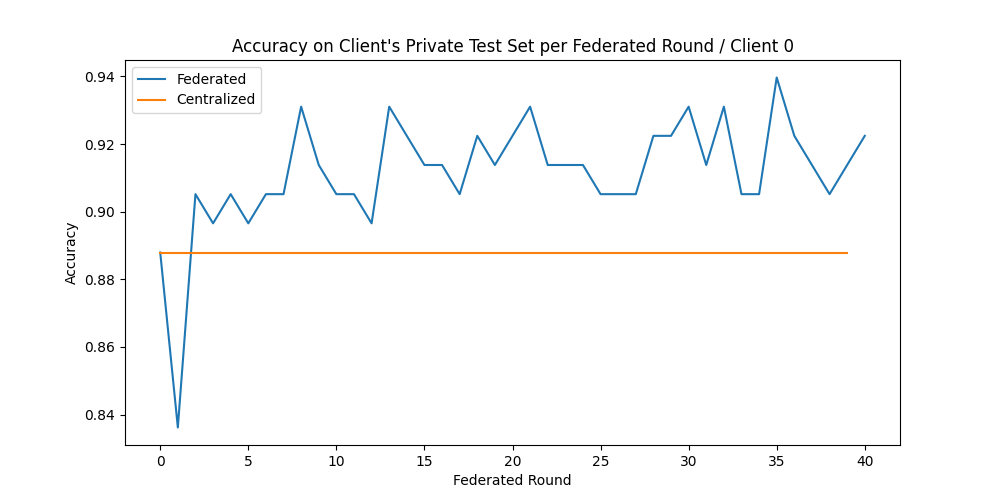 Accuracy on Client's Private Test Set per Federated Round / Client 0
Federated
Centralized
0.94
0.92
0.90
0.88
0.86
0.84
Accuracy
0 5 10 15 20 25 30 35 40
Federated Round